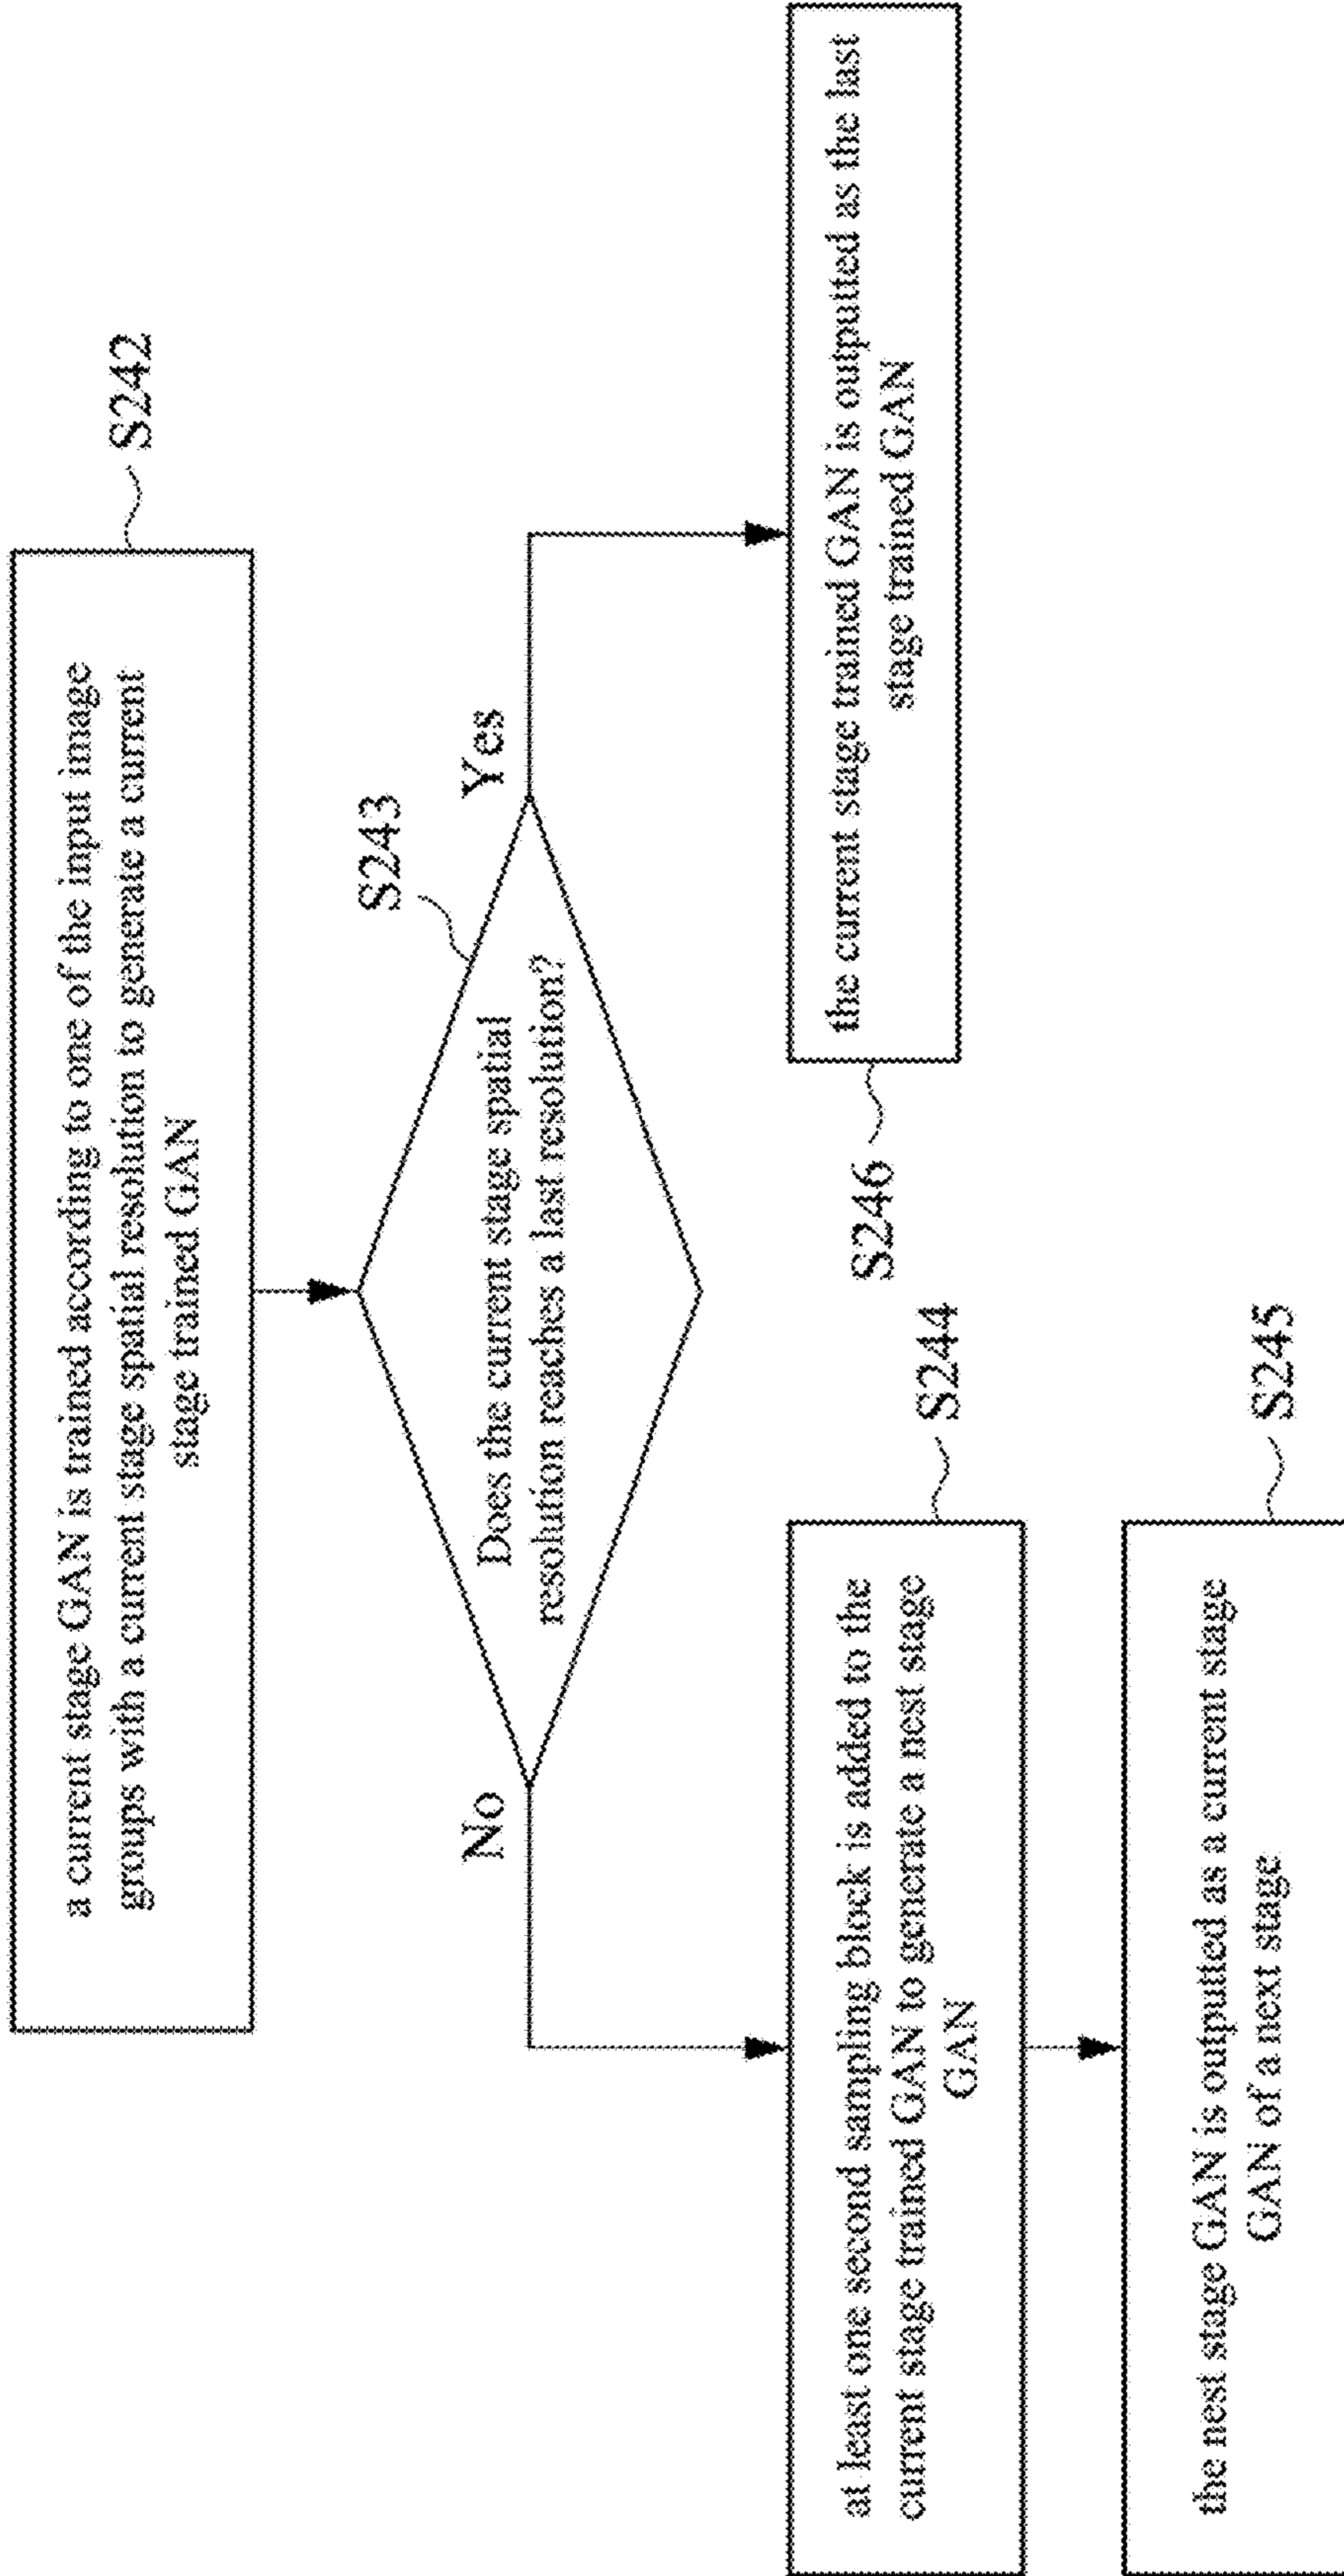 a current stage GAN is trained according to one of the input image
groups with a current stage spatial resolution to generate a current
stage trained GAN
S242
Does the current stage spatial
resolution reaches a last resolution?
S243
No
Yes
at least one second sampling block is added to the
current stage trained GAN to generate a nest stage
GAN
S244
the current stage trained GAN is outputted as the last
stage trained GAN
S246
the nest stage GAN is outputted as a current stage
GAN of a next stage
S245